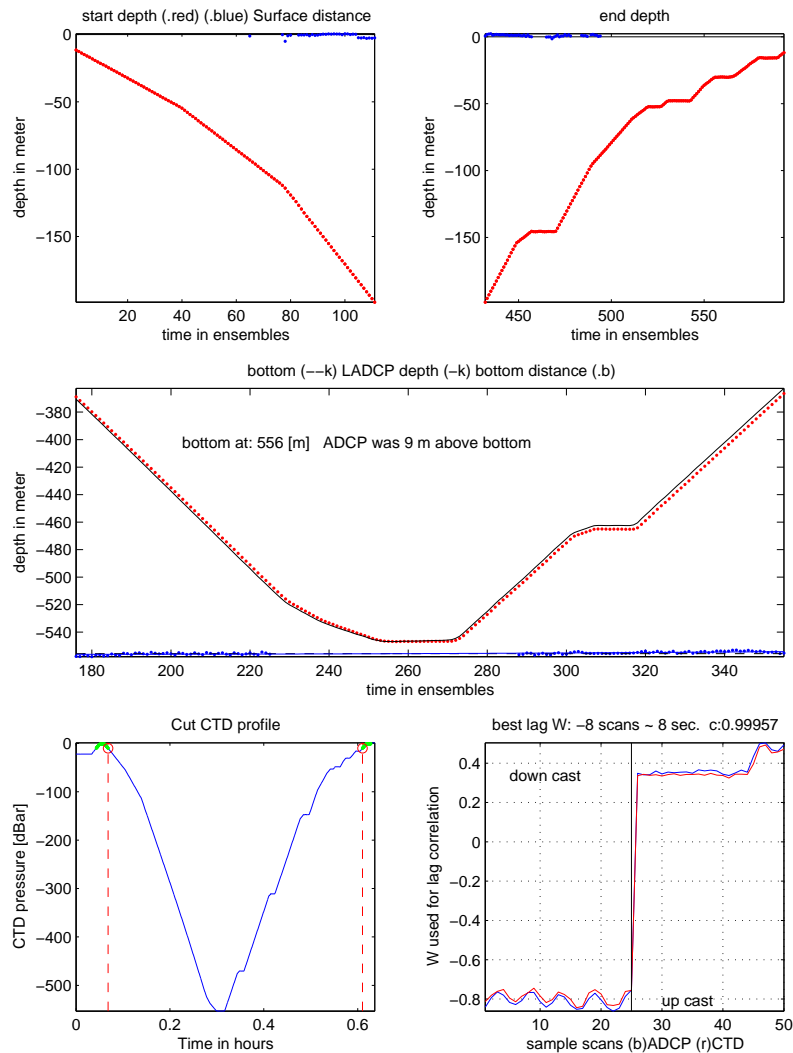 start depth (.red) (.blue) Surface distance
0
−50
−100
−150
depth in meter
20 40 60 80 100
time in ensembles
end depth
0
−50
−100
−150
depth in meter
450 500 550
time in ensembles
bottom (−−k) LADCP depth (−k) bottom distance (.b)
−380
−400
−420
−440
−460
−480
−500
−520
−540
depth in meter
bottom at: 556 [m] ADCP was 9 m above bottom
180 200 220 240 260 280 300 320 340
time in ensembles
Cut CTD profile
0
−100
−200
−300
−400
−500
CTD pressure [dBar]
0 0.2 0.4 0.6
Time in hours
best lag W: −8 scans ~ 8 sec. c:0.99957
0.4
0.2
0
−0.2
−0.4
−0.6
−0.8
W used for lag correlation
down cast
up cast
10 20 30 40 50
sample scans (b)ADCP (r)CTD